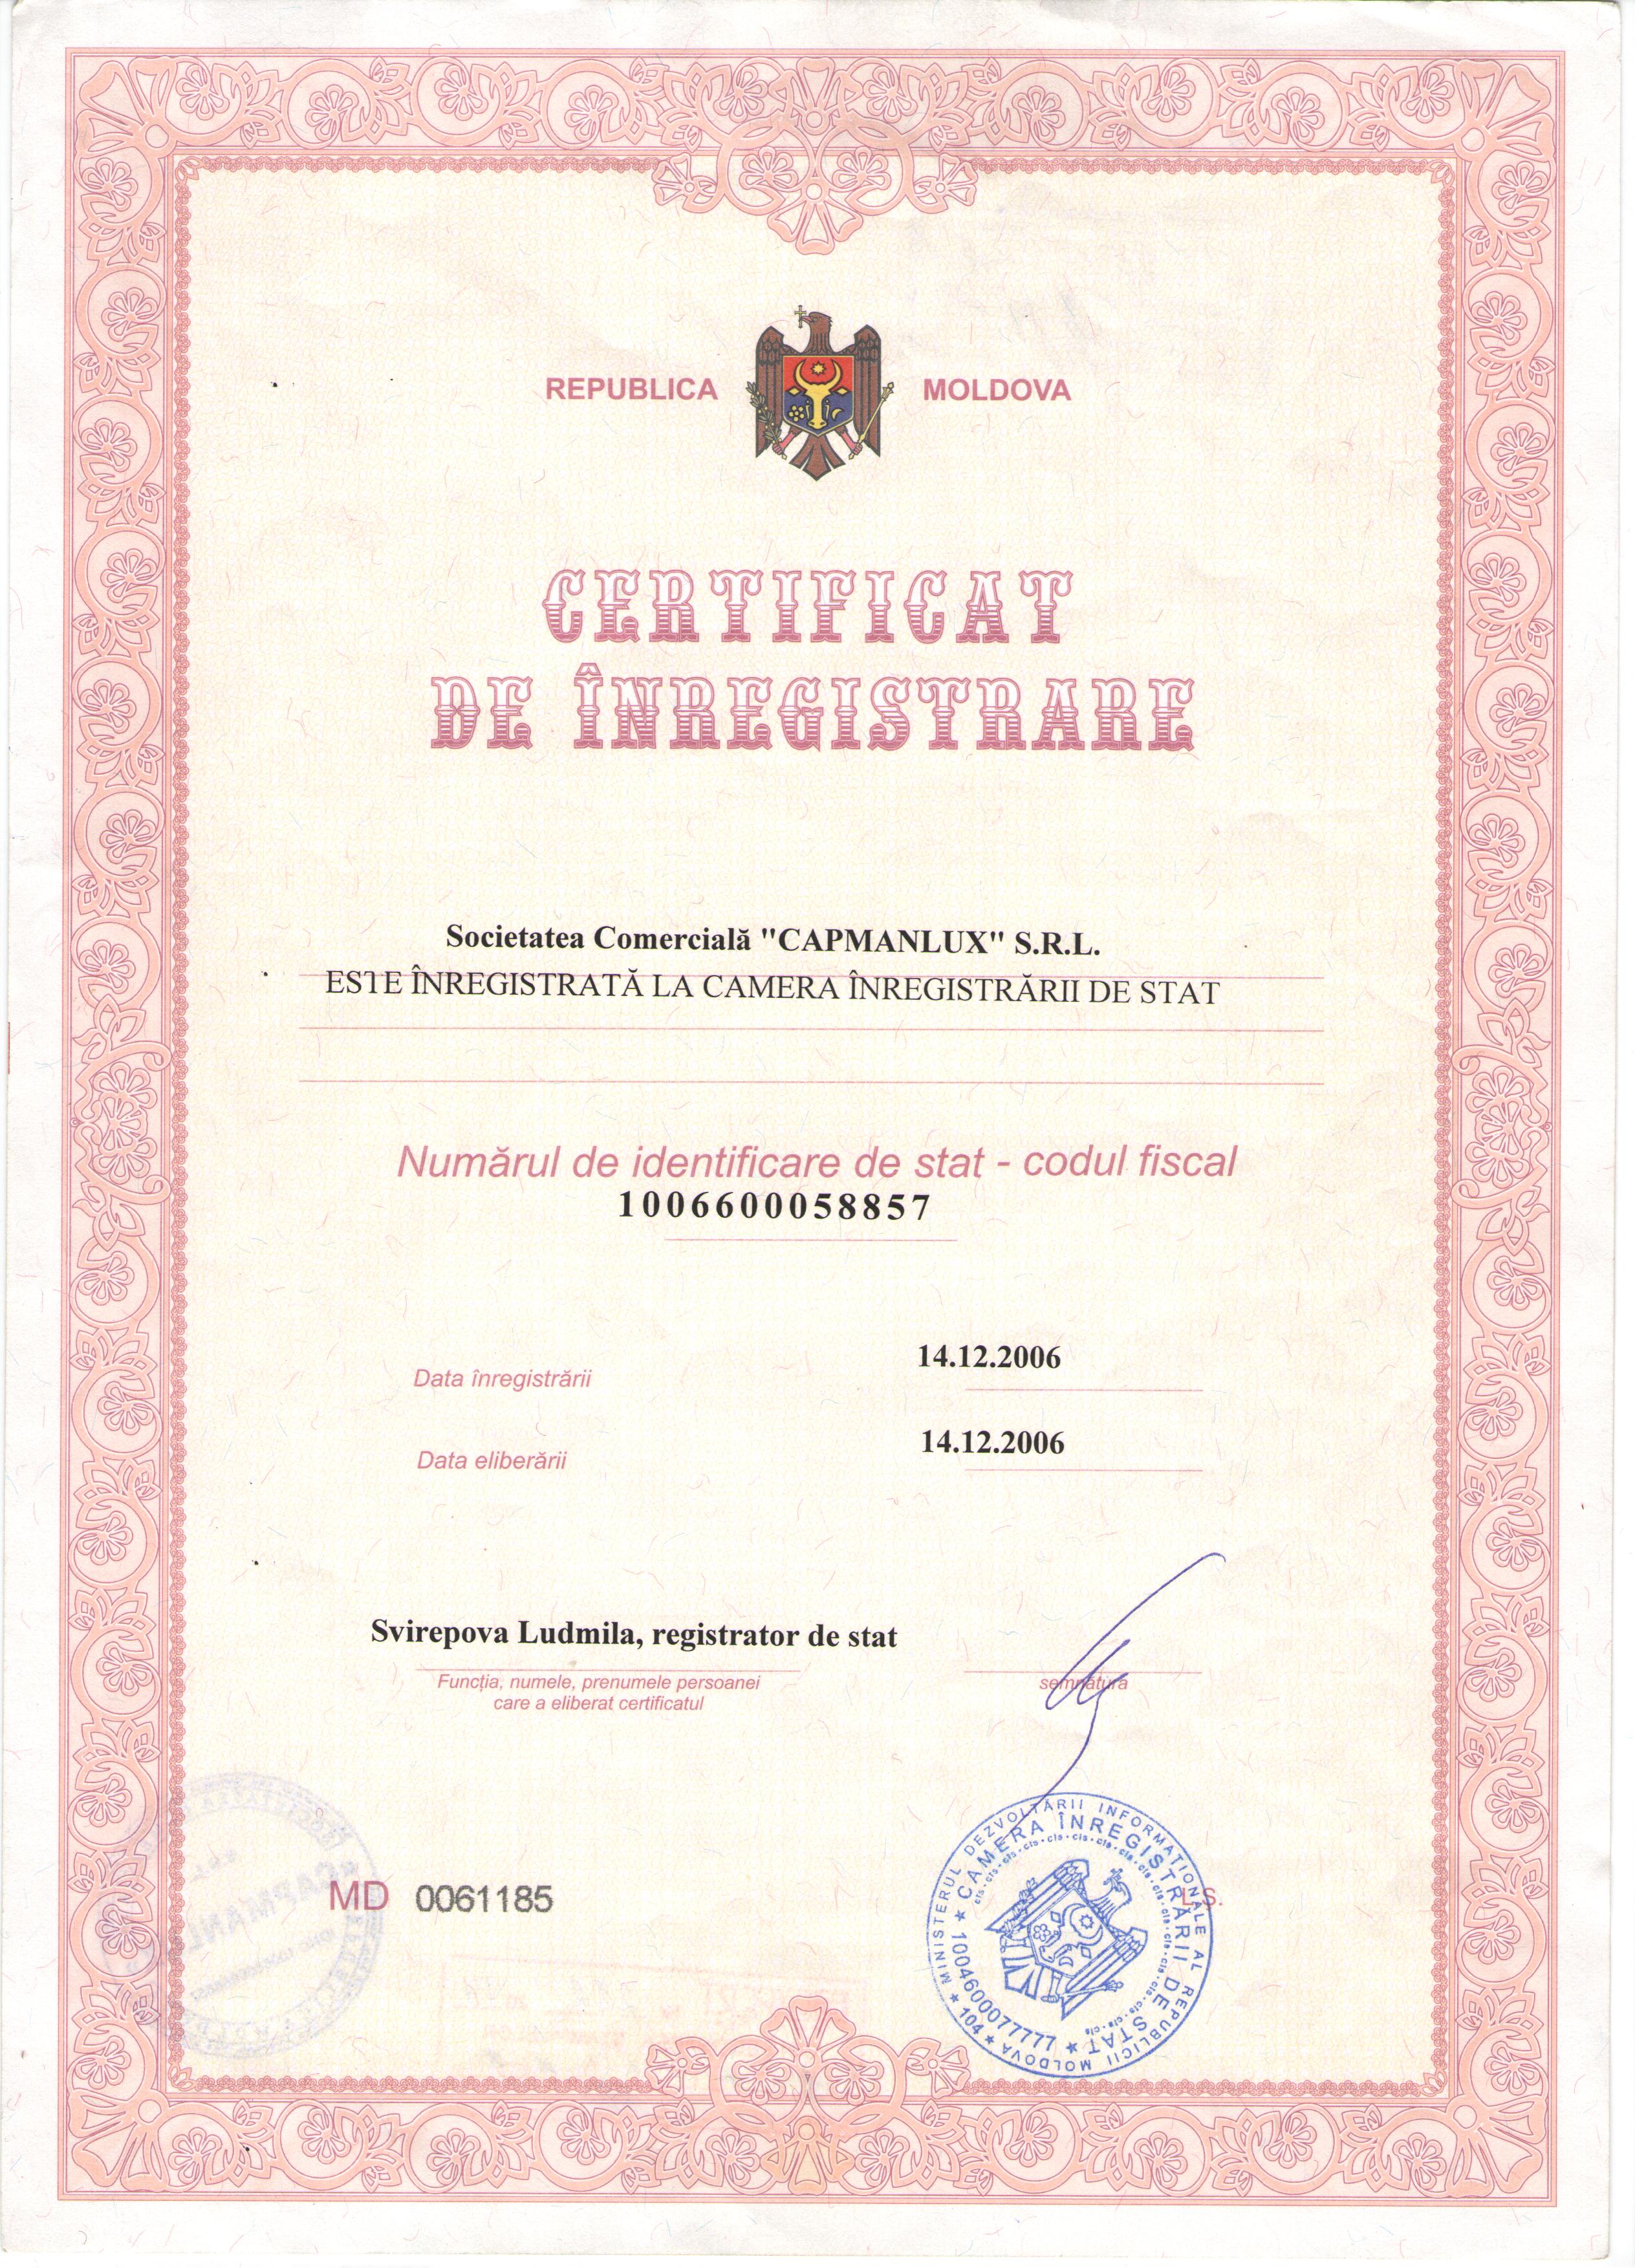 REPUBLICA MOLDOVA
CERTIFICAT
DE ÎNREGISTRARE
Societatea Comercială "CAPMANLUX" S.R.L.
ESTE ÎNREGISTRATĂ LA CAMERA ÎNREGISTRĂRII DE STAT
Numărul de identificare de stat - codul fiscal
1006600058857
Data înregistrării 14.12.2006
Data eliberării 14.12.2006
Svirepova Ludmila, registrator de stat
Funcția, numele, prenumele persoanei
care a eliberat certificatul
semnătura
MD 0061185
L.Ș.
MINISTERUL DEZVOLTĂRII INFORMAȚIONALE AL REPUBLICII MOLDOVA ★ 104 ★
★ CAMERA ÎNREGISTRĂRII DE STAT ★ 1004600077777